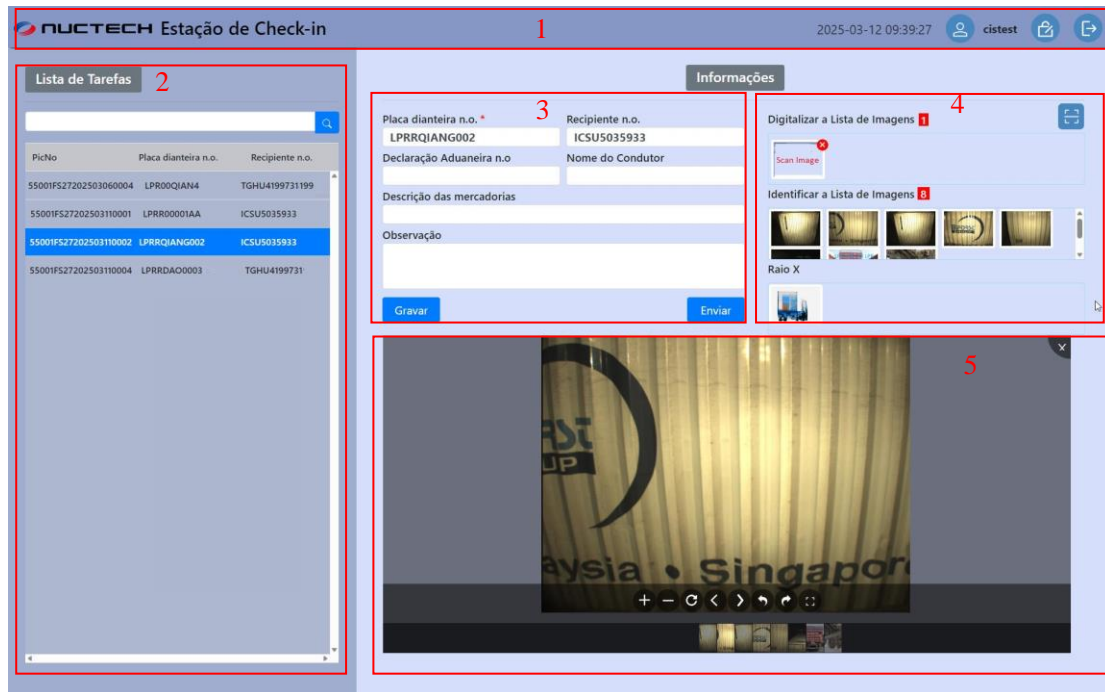 NUCTECH Estação de Check-in
1
2025-03-12 09:39:27
cistest
Lista de Tarefas
2
PicNo Placa dianteira n.o. Recipiente n.o.
55001FS27202503060004 LPR00QIAN4 TGHU4199731199
55001FS27202503110001 LPRR00001AA ICSU5035933
55001FS27202503110002 LPRRQIANG002 ICSU5035933
55001FS27202503110004 LPRRDAO0003 TGHU4199731
Informações
3
Placa dianteira n.o. * Recipiente n.o.
LPRRQIANG002 ICSU5035933
Declaração Aduaneira n.o Nome do Condutor
Descrição das mercadorias
Observação
Gravar Enviar
4
Digitalizar a Lista de Imagens 1
Scan Image
Identificar a Lista de Imagens 8
Raio X
5
X
UP
aysia • Singapor